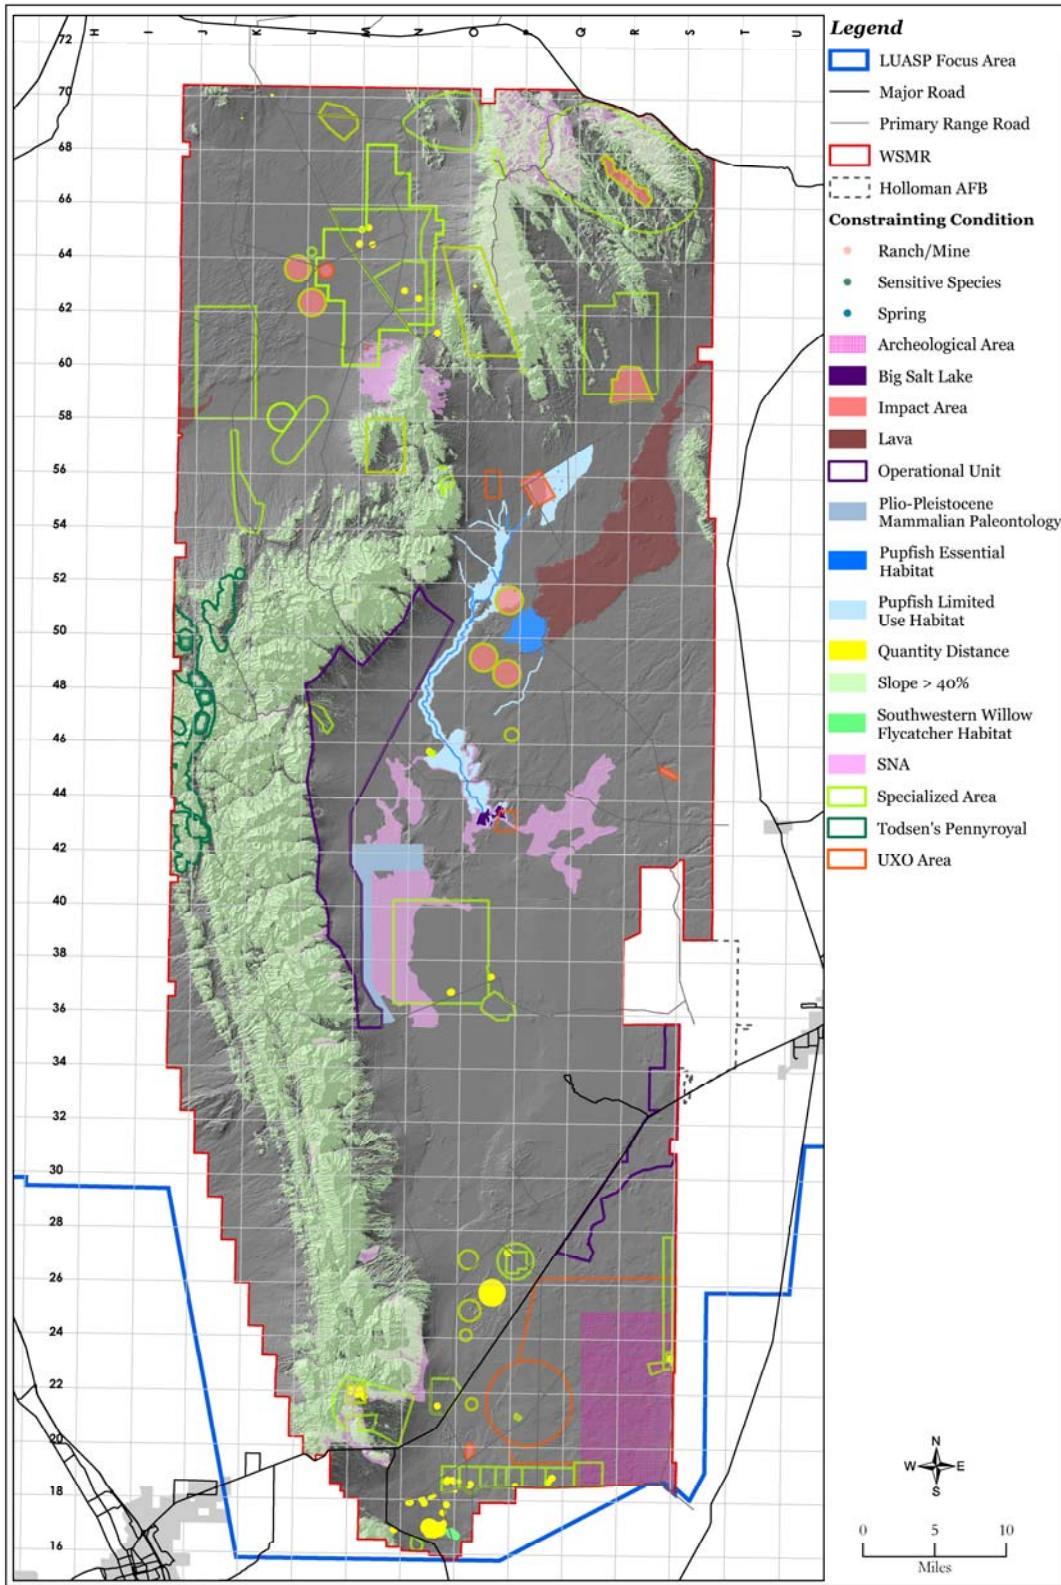 H I J K L M N O P Q R S T U
72
70
68
66
64
62
60
58
56
54
52
50
48
46
44
42
40
38
36
34
32
30
28
26
24
22
20
18
16
Legend
LUASP Focus Area
Major Road
Primary Range Road
WSMR
Holloman AFB
Constrainting Condition
Ranch/Mine
Sensitive Species
Spring
Archeological Area
Big Salt Lake
Impact Area
Lava
Operational Unit
Plio-Pleistocene
Mammalian Paleontology
Pupfish Essential
Habitat
Pupfish Limited
Use Habitat
Quantity Distance
Slope > 40%
Southwestern Willow
Flycatcher Habitat
SNA
Specialized Area
Todsen's Pennyroyal
UXO Area
N
W E
S
0 5 10
Miles